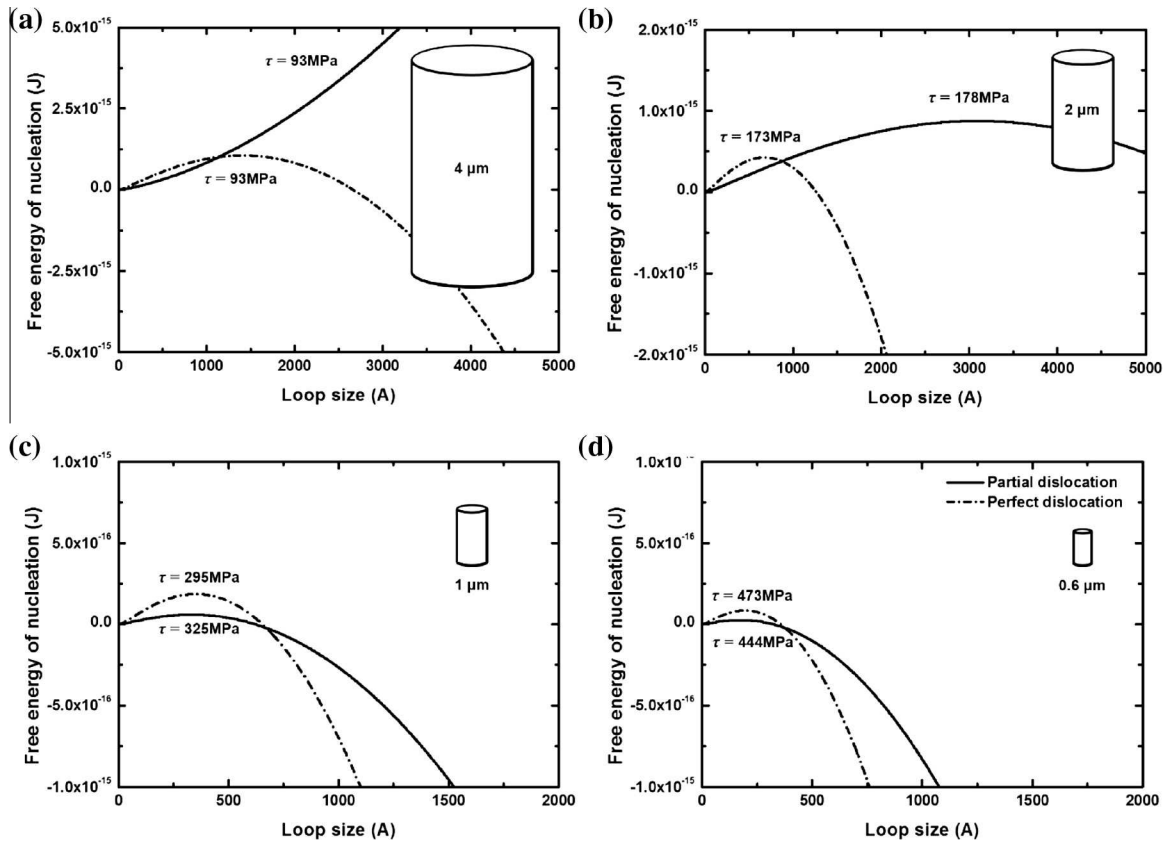 (a)
Free energy of nucleation (J)
5.0x10⁻¹⁵
2.5x10⁻¹⁵
0.0
-2.5x10⁻¹⁵
-5.0x10⁻¹⁵
τ = 93MPa
τ = 93MPa
4 µm
0 1000 2000 3000 4000 5000
Loop size (A)
(b)
Free energy of nucleation (J)
2.0x10⁻¹⁵
1.0x10⁻¹⁵
0.0
-1.0x10⁻¹⁵
-2.0x10⁻¹⁵
τ = 178MPa
τ = 173MPa
2 µm
0 1000 2000 3000 4000 5000
Loop size (A)
(c)
Free energy of nucleation (J)
1.0x10⁻¹⁵
5.0x10⁻¹⁶
0.0
-5.0x10⁻¹⁶
-1.0x10⁻¹⁵
τ = 295MPa
τ = 325MPa
1 µm
0 500 1000 1500 2000
Loop size (A)
(d)
Free energy of nucleation (J)
1.0x10
5.0x10⁻¹⁶
0.0
-5.0x10⁻¹⁶
-1.0x10⁻¹⁵
Partial dislocation
Perfect dislocation
0.6 µm
τ = 473MPa
τ = 444MPa
0 500 1000 1500 2000
Loop size (A)